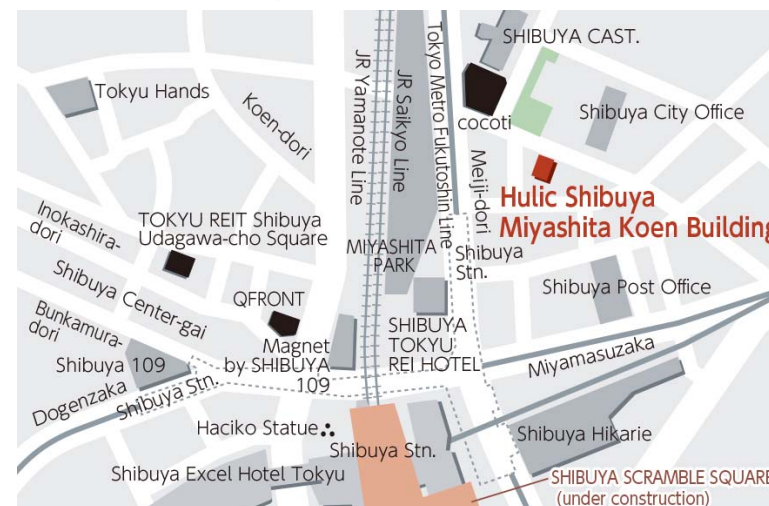 SHIBUYA CAST.
Tokyu Hands
Koen-dori
JR Yamanote Line
JR Saikyo Line
Tokyo Metro Fukutoshin Line
cocoti
Shibuya City Office
Meiji-dori
Hulic Shibuya
Miyashita Koen Building
Inokashira-
dori
TOKYU REIT Shibuya
Udagawa-cho Square
MIYASHITA
PARK
Shibuya
Stn.
Shibuya Center-gai
QFRONT
Shibuya Post Office
Bunkamura-
dori
Magnet
by SHIBUYA
109
SHIBUYA
TOKYU
REI HOTEL
Shibuya 109
Miyamasuzaka
Dogenzaka
Shibuya Stn.
Haciko Statue
Shibuya Stn.
Shibuya Hikarie
Shibuya Excel Hotel Tokyu
SHIBUYA SCRAMBLE SQUARE
(under construction)